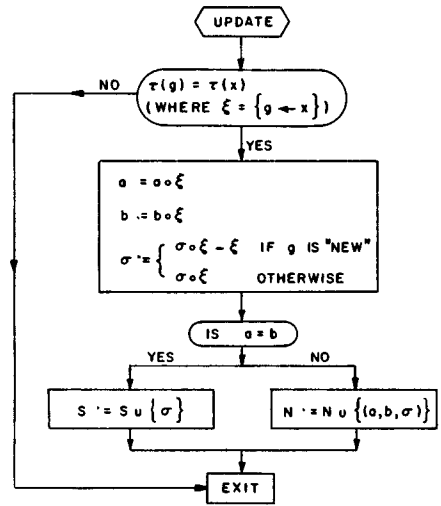 UPDATE
NO
τ(g) = τ(x)
(WHERE ξ = {g ← x})
YES
a := a∘ξ
b := b∘ξ
σ := { σ∘ξ - ξ IF g IS "NEW"
σ∘ξ OTHERWISE
IS a = b
YES
NO
S := S ∪ {σ}
N := N ∪ {(a,b,σ)}
EXIT